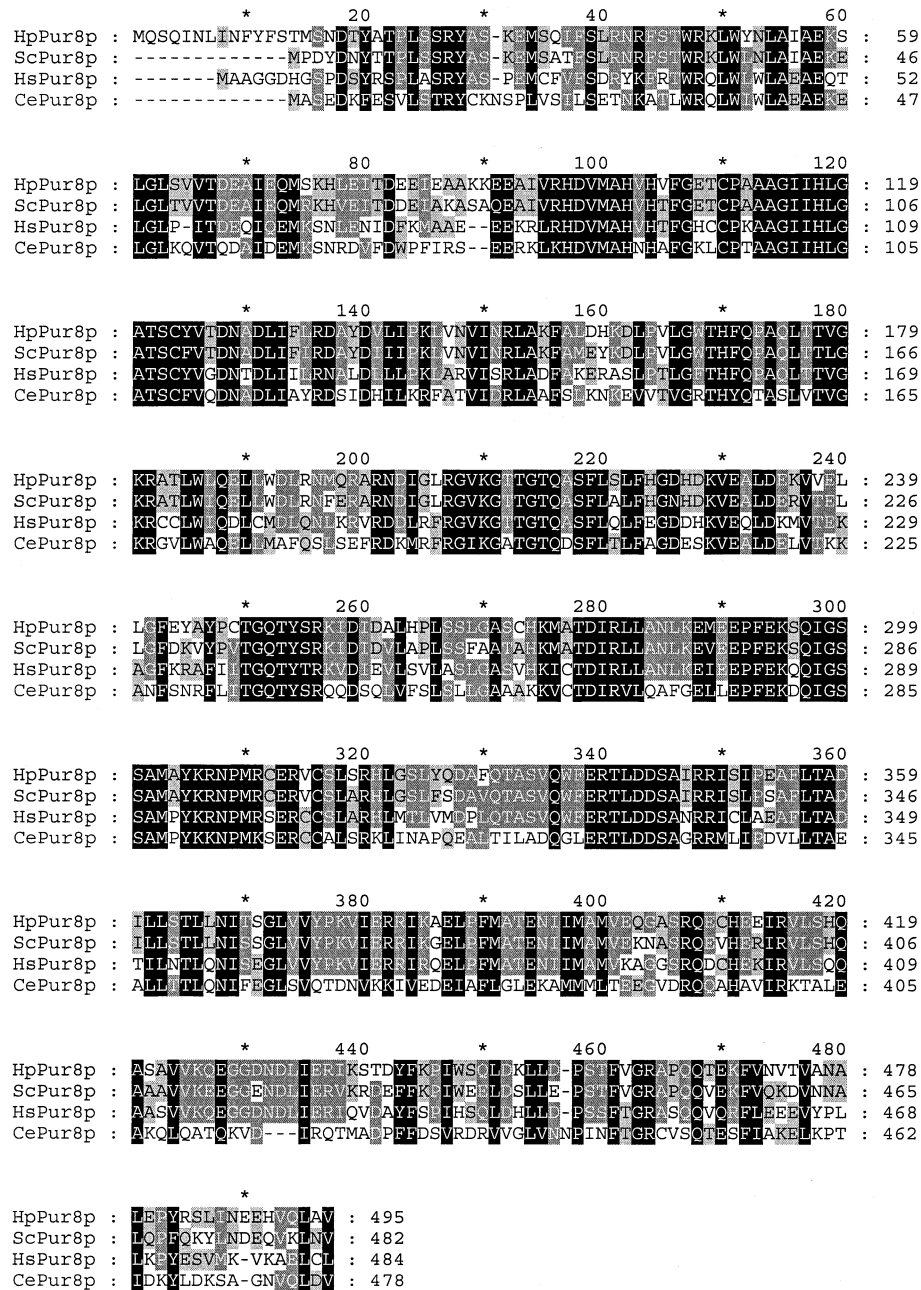 * 20 * 40 * 60
HpPur8p : MQSQINLINFYFSTMSNDTYATPLSSRYAS-KEMSQLFSLRNRFSTWRKLWYNLAIAEKS : 59
ScPur8p : -------------MPDYDNYTTPLSSRYAS-KEMSATFSLRNRFSTWRKLWLNLAIAERE : 46
HsPur8p : -------MAAGGDHGSPDSYRSPLASRYAS-PEMCFVFSDRYKFRTWRQLWLWLAEAEQT : 52
CePur8p : -------------MASEDKFESVLSTRYCKNSPLVSILSETNKATLWRQLWIWLAEAEKE : 47
* 80 * 100 * 120
HpPur8p : LGLSVVTDEAIEQMSKHLEITDEEIEAAKKEEAIVRHDVMAHVHVFGETCPAAAGIIHLG : 119
ScPur8p : LGLTVVTDEAIEQMRKHVEITDDEIAKASAQEAIVRHDVMAHVHTFGETCPAAAGIIHLG : 106
HsPur8p : LGLP-ITDEQIQEMKSNLENIDFKMAAE--EEKRLRHDVMAHVHTFGHCCPKAAGIIHLG : 109
CePur8p : LGLKQVTQDAIDEMKSNRDVFDWPFIRS--EERKLKHDVMAHNHAFGKLCPTAAGIIHLG : 105
* 140 * 160 * 180
HpPur8p : ATSCYVTDNADLIFLRDAYDVLIPKLVNVINRLAKFALDHKDLPVLGWTHFQPAQLTTVG : 179
ScPur8p : ATSCFVTDNADLIFLRDAYDIIIPKLVNVINRLAKFAMEYKDLPVLGWTHFQPAQLTTLG : 166
HsPur8p : ATSCYVGDNTDLIILRNALDLLLPKLARVISRLADFAKERASLPTLGFTHFQPAQLTTVG : 169
CePur8p : ATSCFVQDNADLIAYRDSIDHILKRFATVIDRLAAFSLKNKEVVTVGRTHYQTASLVTVG : 165
* 200 * 220 * 240
HpPur8p : KRATLWLQELLWDLRNMQRARNDIGLRGVKGTTGTQASFLSLFHGDHDKVEALDEKVVEL : 239
ScPur8p : KRATLWIQELLWDLRNFERARNDIGLRGVKGTTGTQASFLALFHGNHDKVEALDERVTEL : 226
HsPur8p : KRCCLWIQDLCMDLQNLKRVRDDLRFRGVKGTTGTQASFLQLFEGDDHKVEQLDKMVTEK : 229
CePur8p : KRGVLWAQELLMAFQSLSEFRDKMRFRGIKGATGTQDSFLTLFAGDESKVEALDELVTKK : 225
* 260 * 280 * 300
HpPur8p : LGFEYAYPCTGQTYSRKIDIDALHPLSSLGASCIKMATDIRLLANLKEMEEPFEKSQIGS : 299
ScPur8p : LGFDKVYPVTGQTYSRKIDIDVLAPLSSFAATAHKMATDIRLLANLKEVEEPFEKSQIGS : 286
HsPur8p : AGFKRAFIITGQTYTRKVDIEVLSVLASLGASVHKICTDIRLLANLKEIEEPFEKQQIGS : 289
CePur8p : ANFSNRFLITGQTYSRQQDSQLVFSLSLLGAAAKKVCTDIRVLQAFGELLEPFEKDQIGS : 285
* 320 * 340 * 360
HpPur8p : SAMAYKRNPMRCERVCSLSRHLGSLYQDAFQTASVQWFERTLDDSAIRRISIPEAFLTAD : 359
ScPur8p : SAMAYKRNPMRCERVCSLARHLGSLFSDAVQTASVQWFERTLDDSAIRRISLPSAFLTAD : 346
HsPur8p : SAMPYKRNPMRSERCCSLARHLMTLVMDPLQTASVQWFERTLDDSANRRICLAEAFLTAD : 349
CePur8p : SAMPYKKNPMKSERCCALSRKLINAPQEALTILADQGLERTLDDSAGRRMLIPDVLLTAE : 345
* 380 * 400 * 420
HpPur8p : ILLSTLLNITSGLVVYPKVIERRIKAELPFMATENIIMAMVEQGASRQECHEEIRVLSHQ : 419
ScPur8p : ILLSTLLNISSGLVVYPKVIERRIKGELPFMATENIIMAMVEKNASRQEVHERIRVLSHQ : 406
HsPur8p : TILNTLQNISEGLVVYPKVIERRIRQELPFMATENIIMAMVKAGGSRQDCHEKIRVLSQQ : 409
CePur8p : ALLTTLQNIFEGLSVQTDNVKKIVEDEIAFLGLEKAMMMLTEEGVDRQQAHAVIRKTALE : 405
* 440 * 460 * 480
HpPur8p : ASAVVKQEGGDNDLIERIKSTDYFKPIWSQLDKLLD-PSTFVGRAPQQTEKFVNVTVANA : 478
ScPur8p : AAAVVKEEGGENDLIERVKRDEFFKPIWEELDSLLE-PSTFVGRAPQQVEKFVQKDVNNA : 465
HsPur8p : AASVVKQEGGDNDLIERIQVDAYFSPIHSQLDHLLD-PSSFTGRASQQVQRFLEEEVYPL : 468
CePur8p : AKQLQATQKVD---IRQTMADPFFDSVRDRVVGLVNNPINFTGRCVSQTESFIAKELKPT : 462
*
HpPur8p : LEPYRSLINEEHVQLAV : 495
ScPur8p : LQPFQKYLNDEQVKLNV : 482
HsPur8p : LKPYESVMK-VKAELCL : 484
CePur8p : IDKYLDKSA-GNVQLDV : 478